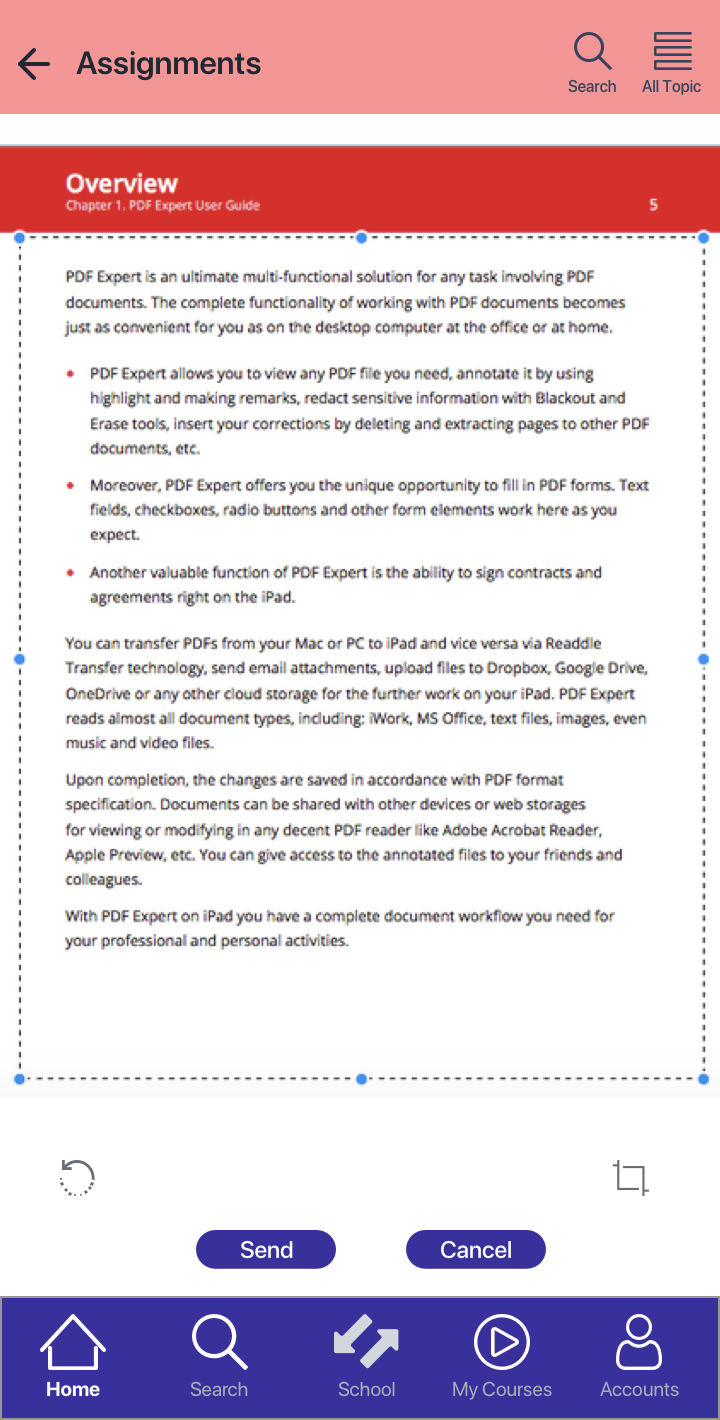 Assignments
Search
All Topic
Overview
Chapter 1. PDF Expert User Guide
5
PDF Expert is an ultimate multi-functional solution for any task involving PDF
documents. The complete functionality of working with PDF documents becomes
just as convenient for you as on the desktop computer at the office or at home.
• PDF Expert allows you to view any PDF file you need, annotate it by using
highlight and making remarks, redact sensitive information with Blackout and
Erase tools, insert your corrections by deleting and extracting pages to other PDF
documents, etc.
• Moreover, PDF Expert offers you the unique opportunity to fill in PDF forms. Text
fields, checkboxes, radio buttons and other form elements work here as you
expect.
• Another valuable function of PDF Expert is the ability to sign contracts and
agreements right on the iPad.
You can transfer PDFs from your Mac or PC to iPad and vice versa via Readdle
Transfer technology, send email attachments, upload files to Dropbox, Google Drive,
OneDrive or any other cloud storage for the further work on your iPad. PDF Expert
reads almost all document types, including: iWork, MS Office, text files, images, even
music and video files.
Upon completion, the changes are saved in accordance with PDF format
specification. Documents can be shared with other devices or web storages
for viewing or modifying in any decent PDF reader like Adobe Acrobat Reader,
Apple Preview, etc. You can give access to the annotated files to your friends and
colleagues.
With PDF Expert on iPad you have a complete document workflow you need for
your professional and personal activities.
Send
Cancel
Home
Search
School
My Courses
Accounts